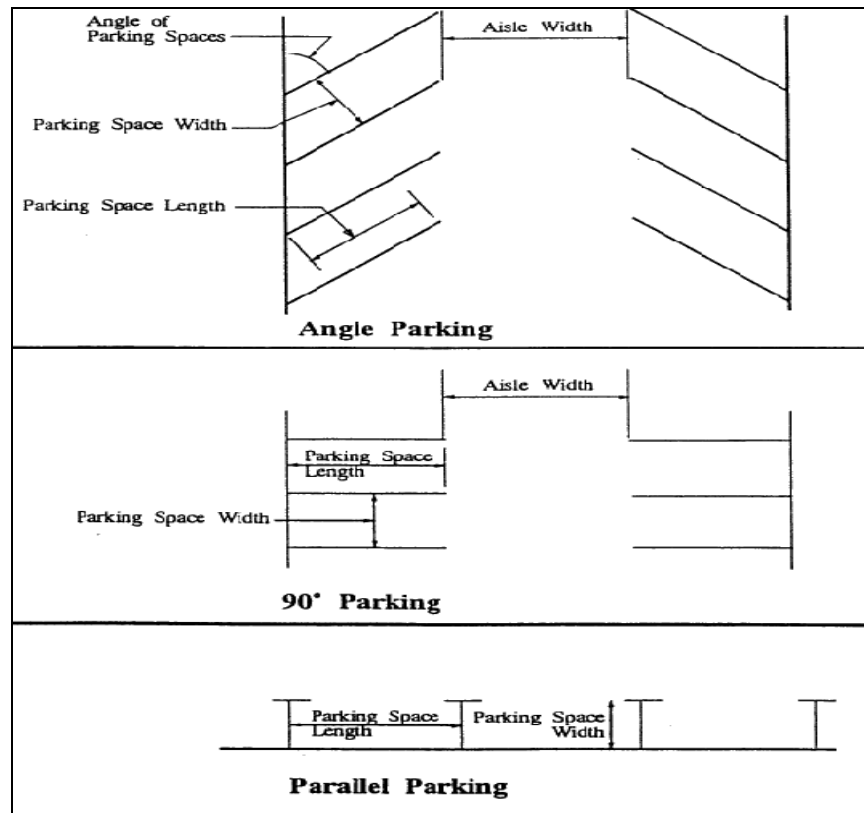 Angle of
Parking Spaces
Aisle Width
Parking Space Width
Parking Space Length
Angle Parking
Aisle Width
Parking Space
Length
Parking Space Width
90° Parking
Parking Space
Length
Parking Space
Width
Parallel Parking